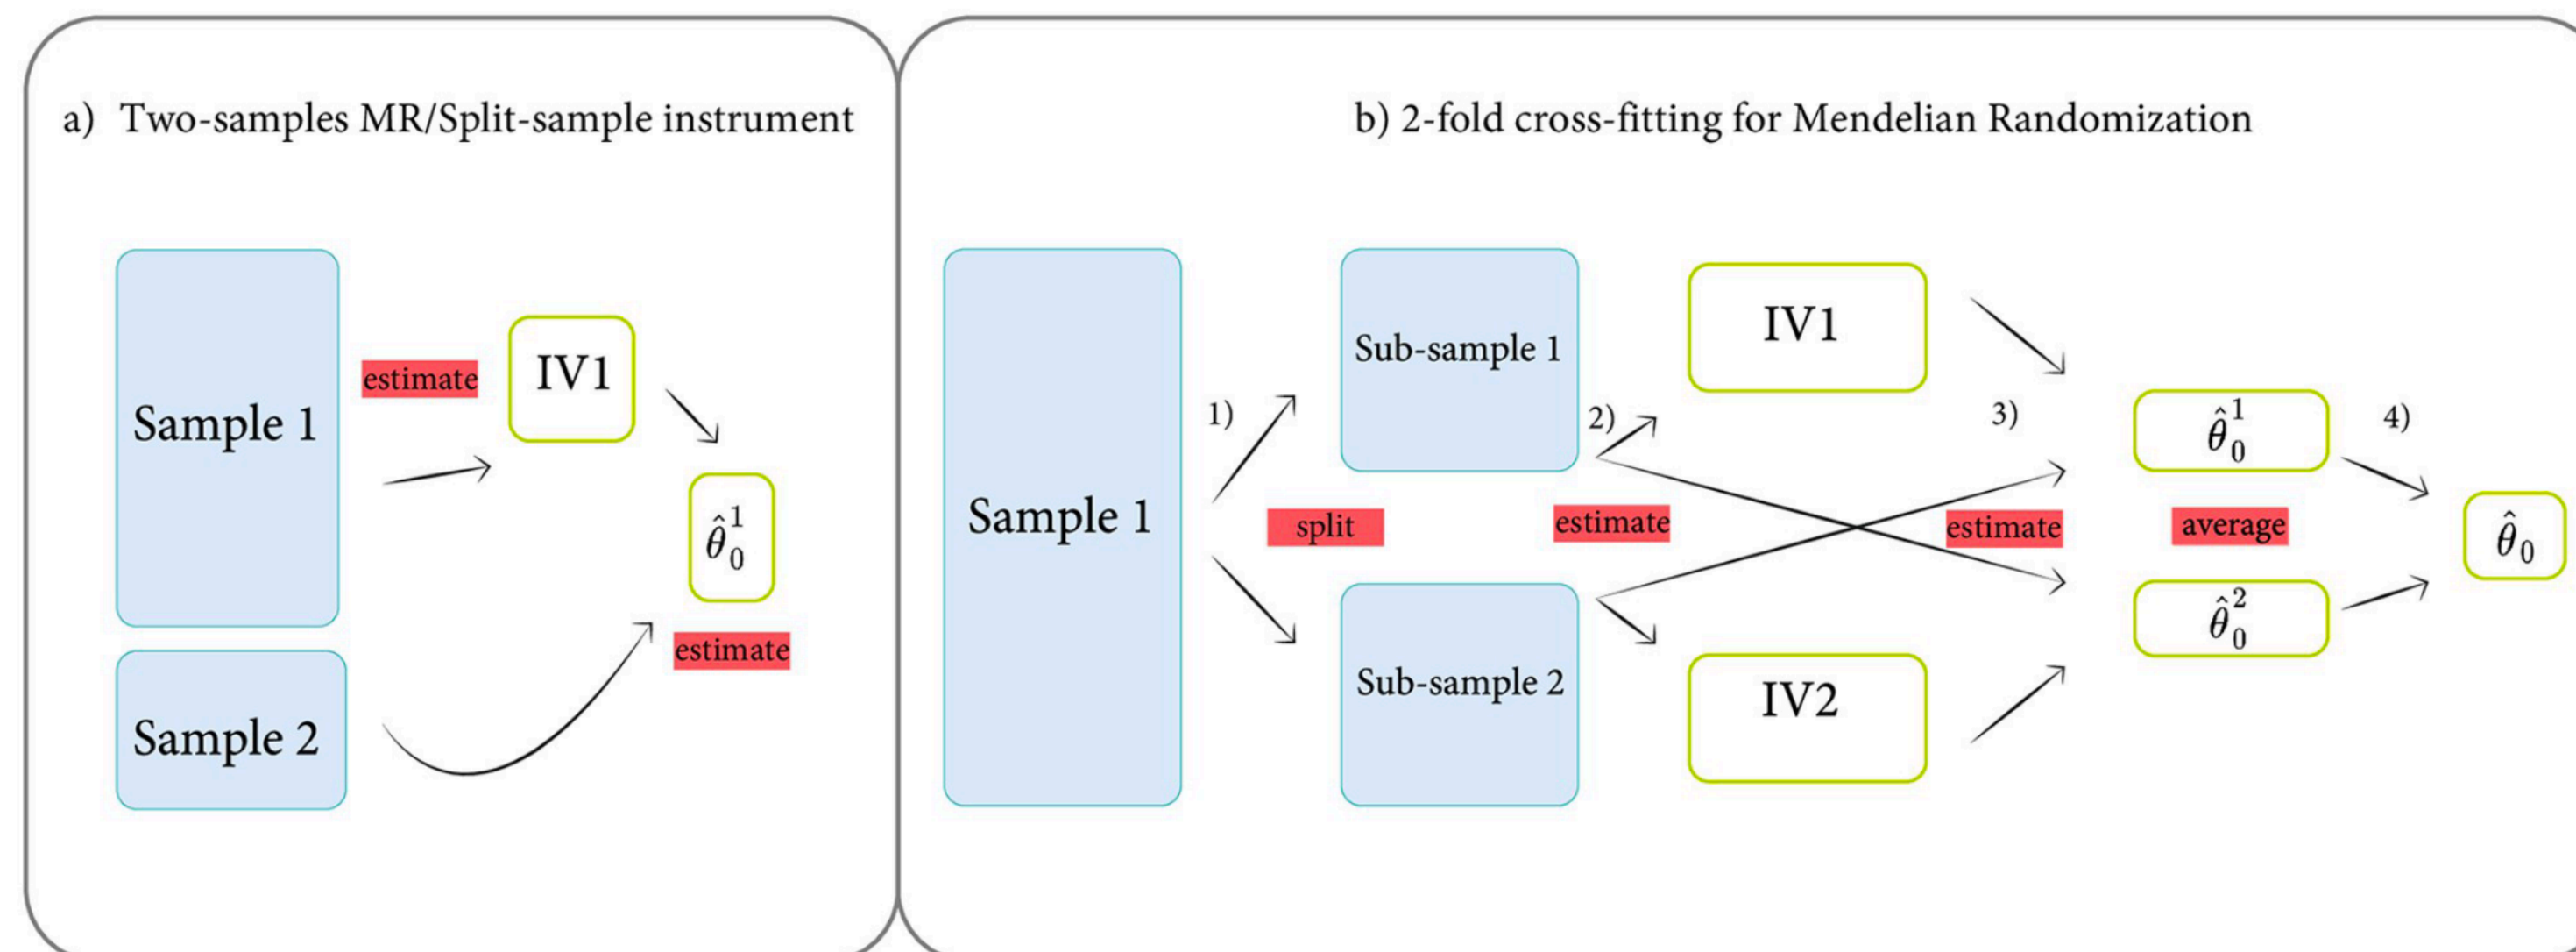 a) Two-samples MR/Split-sample instrument
Sample 1
estimate
IV1
θ̂₀¹
estimate
Sample 2
b) 2-fold cross-fitting for Mendelian Randomization
Sample 1
1)
split
Sub-sample 1
Sub-sample 2
2)
estimate
IV1
IV2
3)
estimate
θ̂₀¹
average
θ̂₀²
4)
θ̂₀